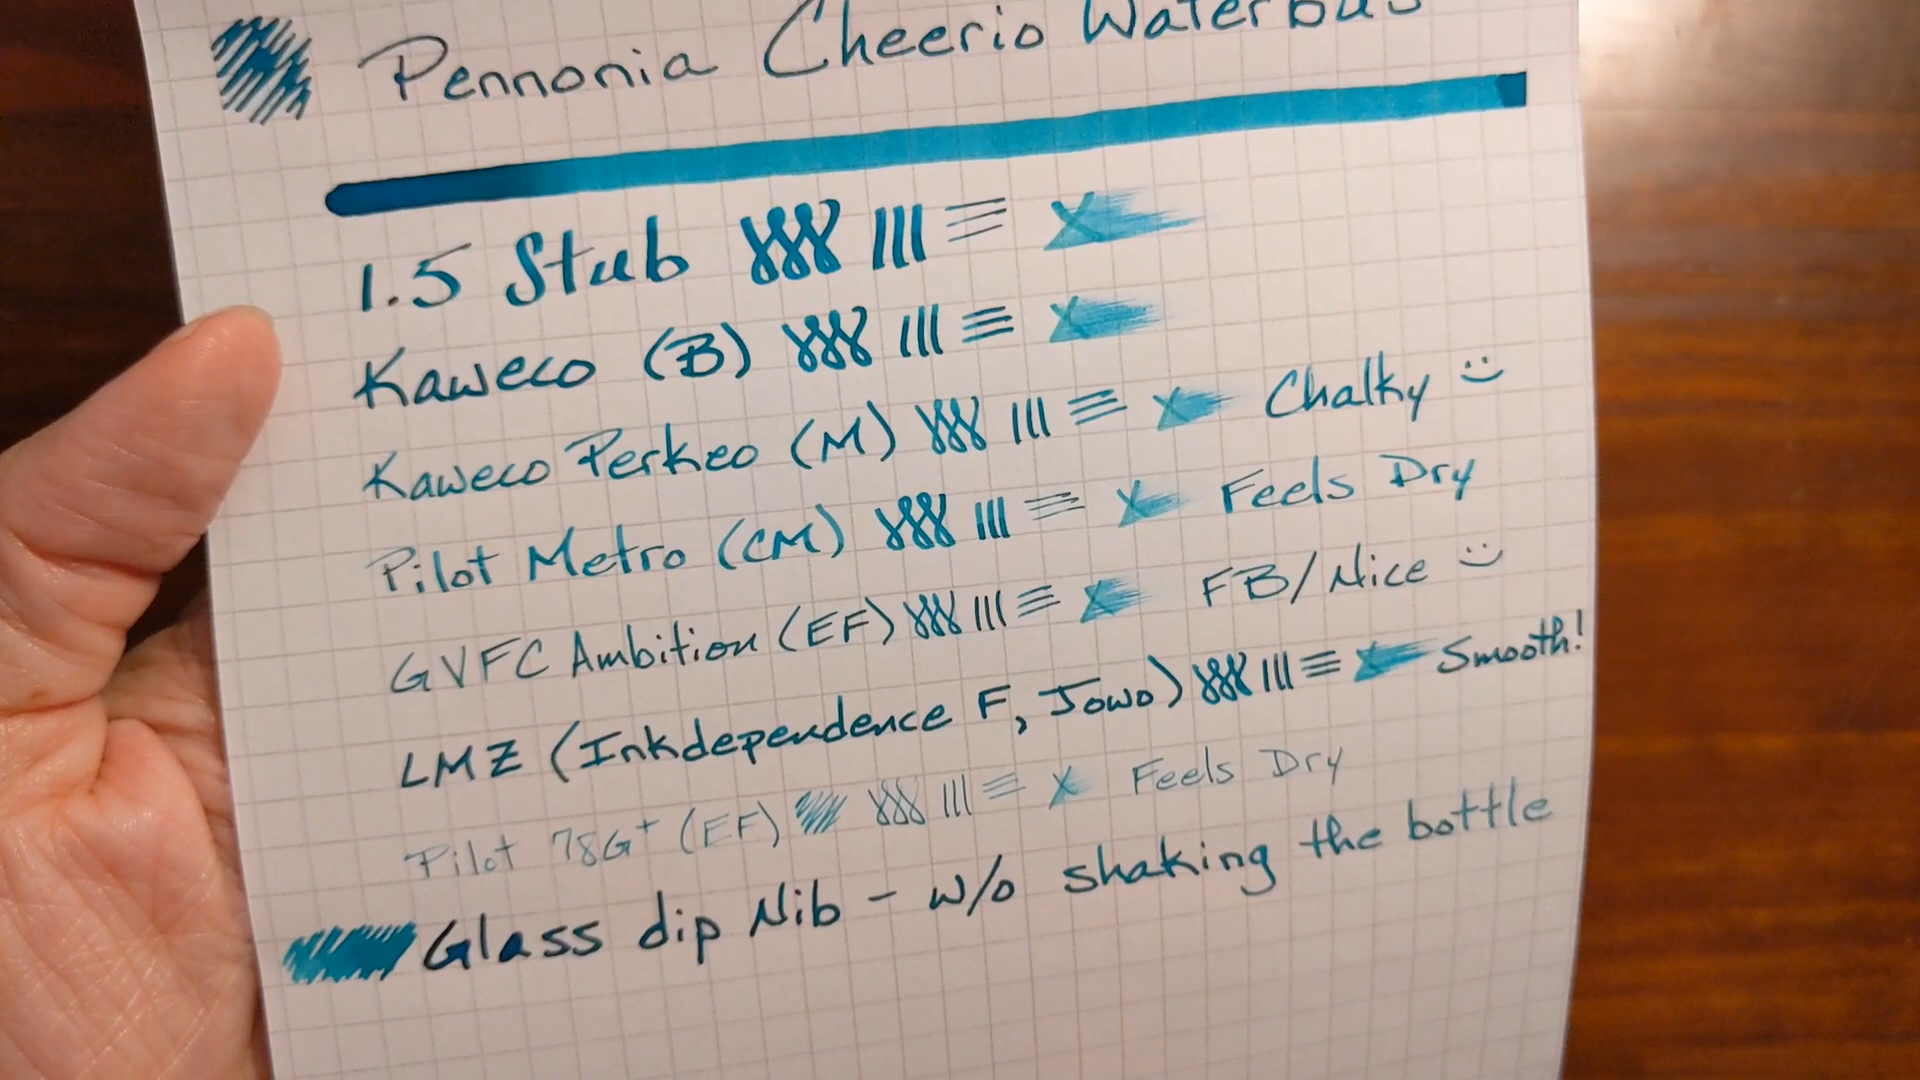 Pennonia Cheerio Waterbus
1.5 Stub
Kaweco (B)
Kaweco Perkeo (M) Chalky :)
Pilot Metro (CM) Feels Dry
GVFC Ambition (EF) FB/Nice :)
LMZ (Inkdependence F, Jowo) Smooth!
Pilot 78G+ (EF) Feels Dry
Glass dip Nib - w/o shaking the bottle